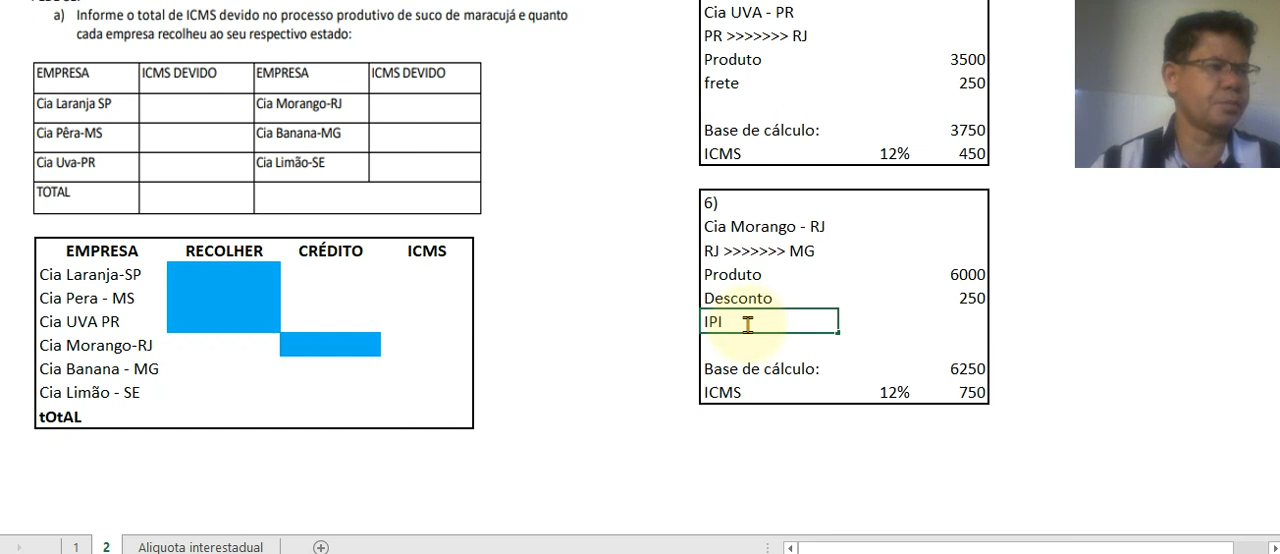 a) Informe o total de ICMS devido no processo produtivo de suco de maracujá e quanto
cada empresa recolheu ao seu respectivo estado:
EMPRESA ICMS DEVIDO EMPRESA ICMS DEVIDO
Cia Laranja SP Cia Morango-RJ
Cia Pêra-MS Cia Banana-MG
Cia Uva-PR Cia Limão-SE
TOTAL
EMPRESA RECOLHER CRÉDITO ICMS
Cia Laranja-SP
Cia Pera - MS
Cia UVA PR
Cia Morango-RJ
Cia Banana - MG
Cia Limão - SE
tOtAL
Cia UVA - PR
PR >>>>>>> RJ
Produto 3500
frete 250
Base de cálculo: 3750
ICMS 12% 450
6)
Cia Morango - RJ
RJ >>>>>>> MG
Produto 6000
Desconto 250
IPI
Base de cálculo: 6250
ICMS 12% 750
1 2 Aliquota interestadual